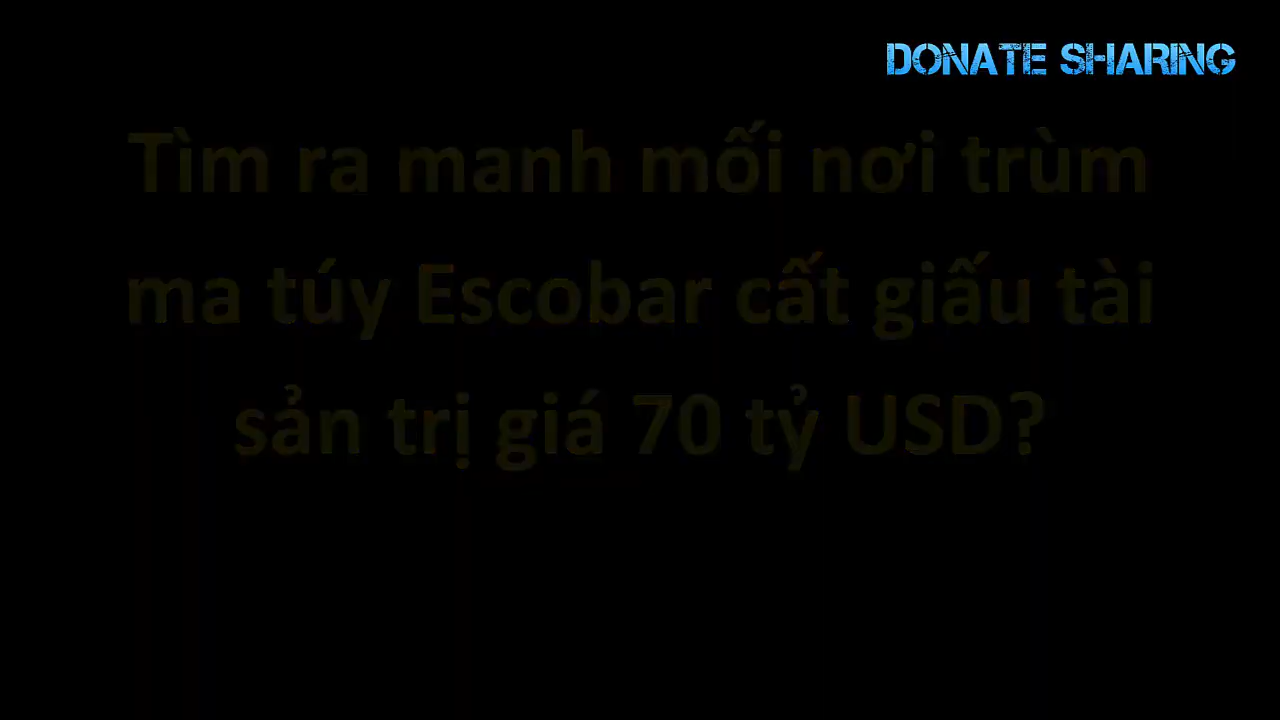 DONATE SHARING
Tìm ra manh mối nơi trùm
ma túy Escobar cất giấu tài
sản trị giá 70 tỷ USD?